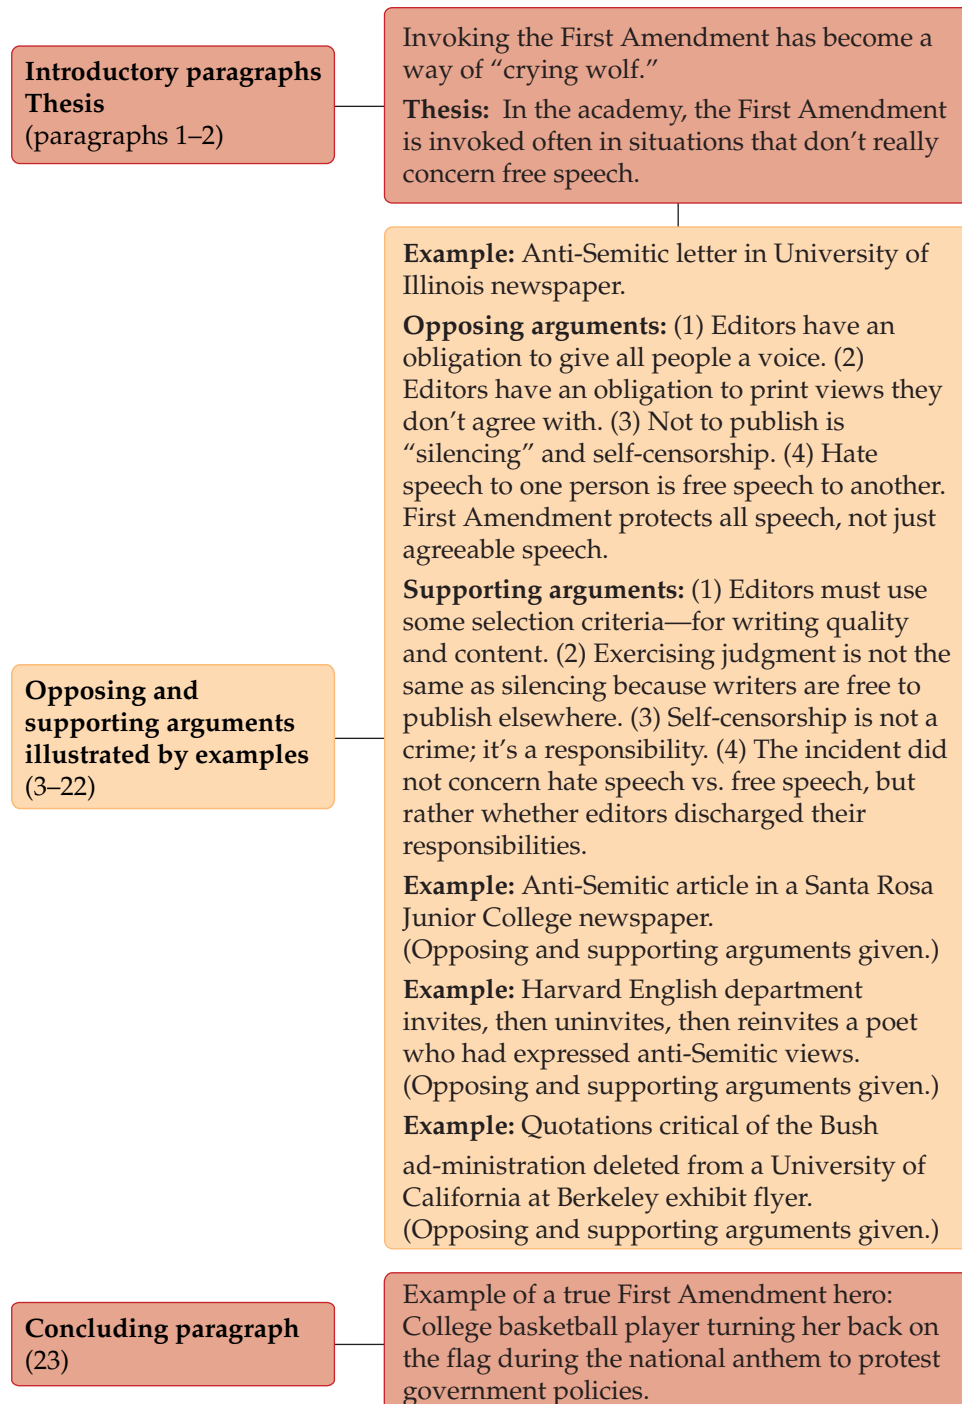 Introductory paragraphs
Thesis
(paragraphs 1–2)
Invoking the First Amendment has become a
way of “crying wolf.”
Thesis: In the academy, the First Amendment
is invoked often in situations that don’t really
concern free speech.
Opposing and
supporting arguments
illustrated by examples
(3–22)
Example: Anti-Semitic letter in University of
Illinois newspaper.
Opposing arguments: (1) Editors have an
obligation to give all people a voice. (2)
Editors have an obligation to print views they
don’t agree with. (3) Not to publish is
“silencing” and self-censorship. (4) Hate
speech to one person is free speech to another.
First Amendment protects all speech, not just
agreeable speech.
Supporting arguments: (1) Editors must use
some selection criteria—for writing quality
and content. (2) Exercising judgment is not the
same as silencing because writers are free to
publish elsewhere. (3) Self-censorship is not a
crime; it’s a responsibility. (4) The incident did
not concern hate speech vs. free speech, but
rather whether editors discharged their
responsibilities.
Example: Anti-Semitic article in a Santa Rosa
Junior College newspaper.
(Opposing and supporting arguments given.)
Example: Harvard English department
invites, then uninvites, then reinvites a poet
who had expressed anti-Semitic views.
(Opposing and supporting arguments given.)
Example: Quotations critical of the Bush
ad-ministration deleted from a University of
California at Berkeley exhibit flyer.
(Opposing and supporting arguments given.)
Concluding paragraph
(23)
Example of a true First Amendment hero:
College basketball player turning her back on
the flag during the national anthem to protest
government policies.